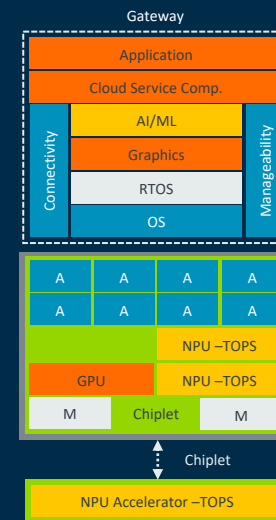 Gateway
Application
Cloud Service Comp.
Connectivity
AI/ML
Graphics
RTOS
OS
Manageability
A A A A
A A A A
NPU –TOPS
GPU NPU –TOPS
M Chiplet M
Chiplet
NPU Accelerator –TOPS